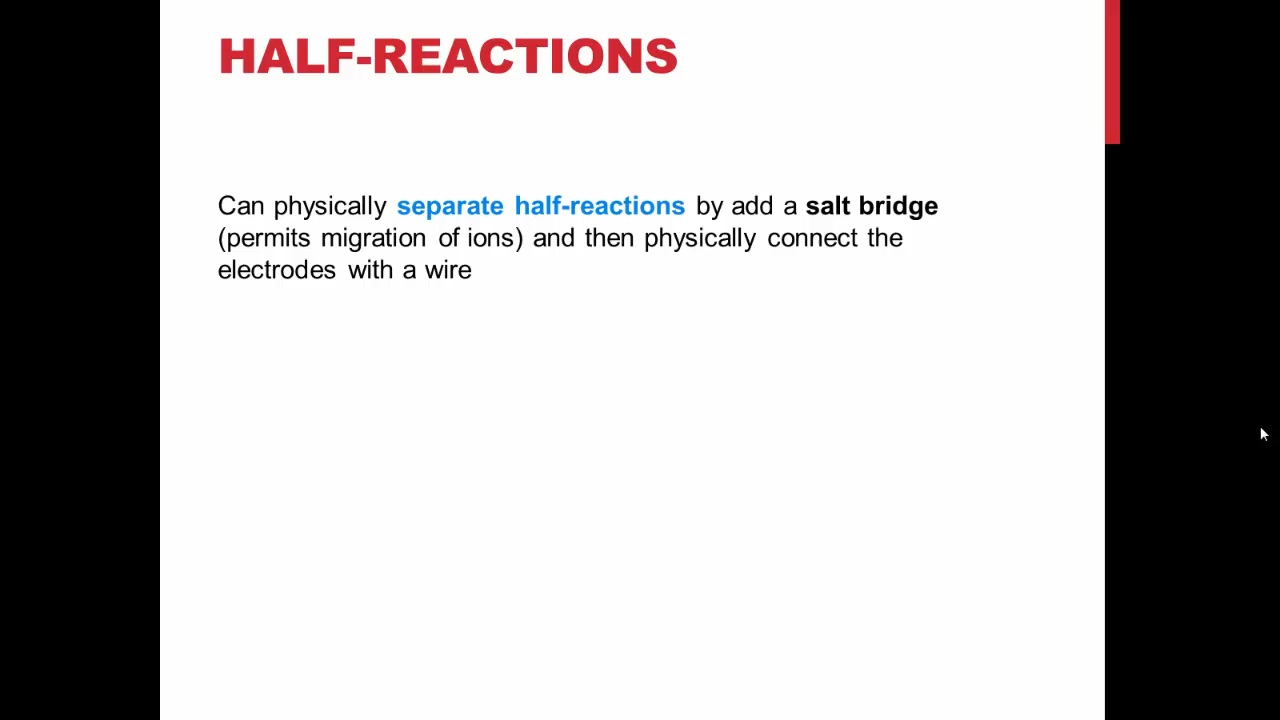 HALF-REACTIONS
Can physically separate half-reactions by add a salt bridge
(permits migration of ions) and then physically connect the
electrodes with a wire